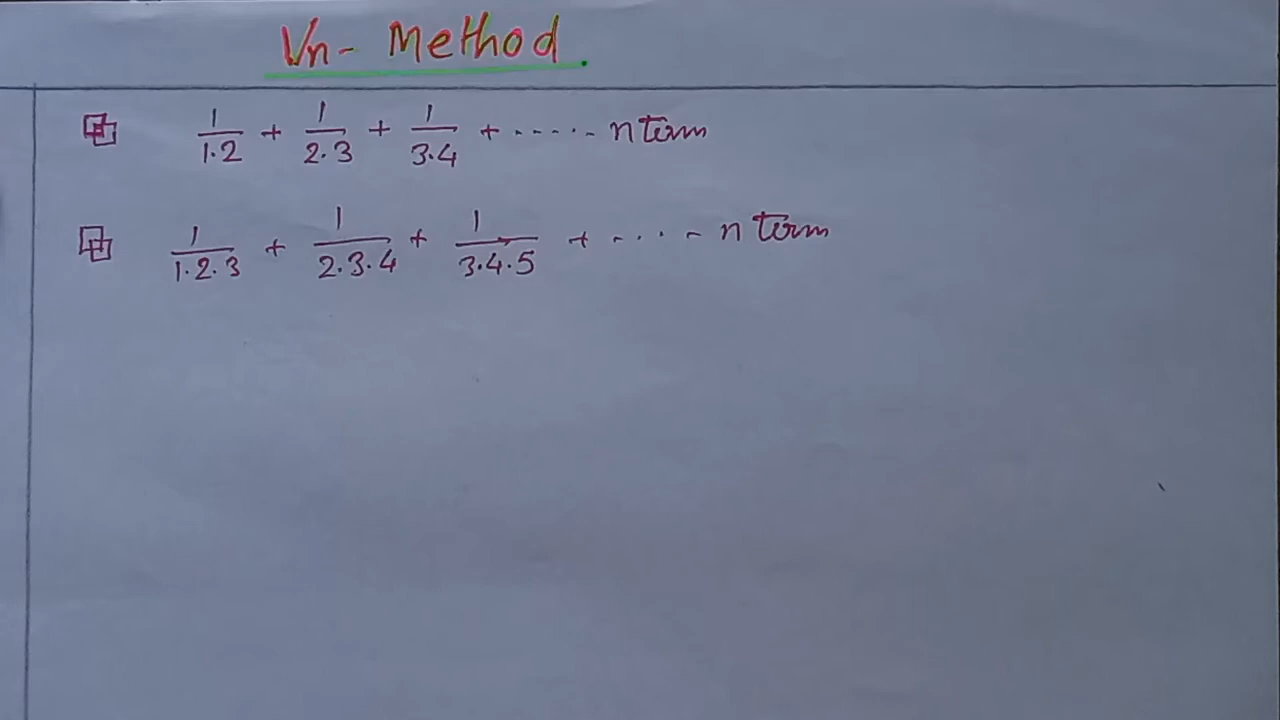 Vn - Method.
1/1.2 + 1/2.3 + 1/3.4 + ..... n term
1/1.2.3 + 1/2.3.4 + 1/3.4.5 + ..... n term